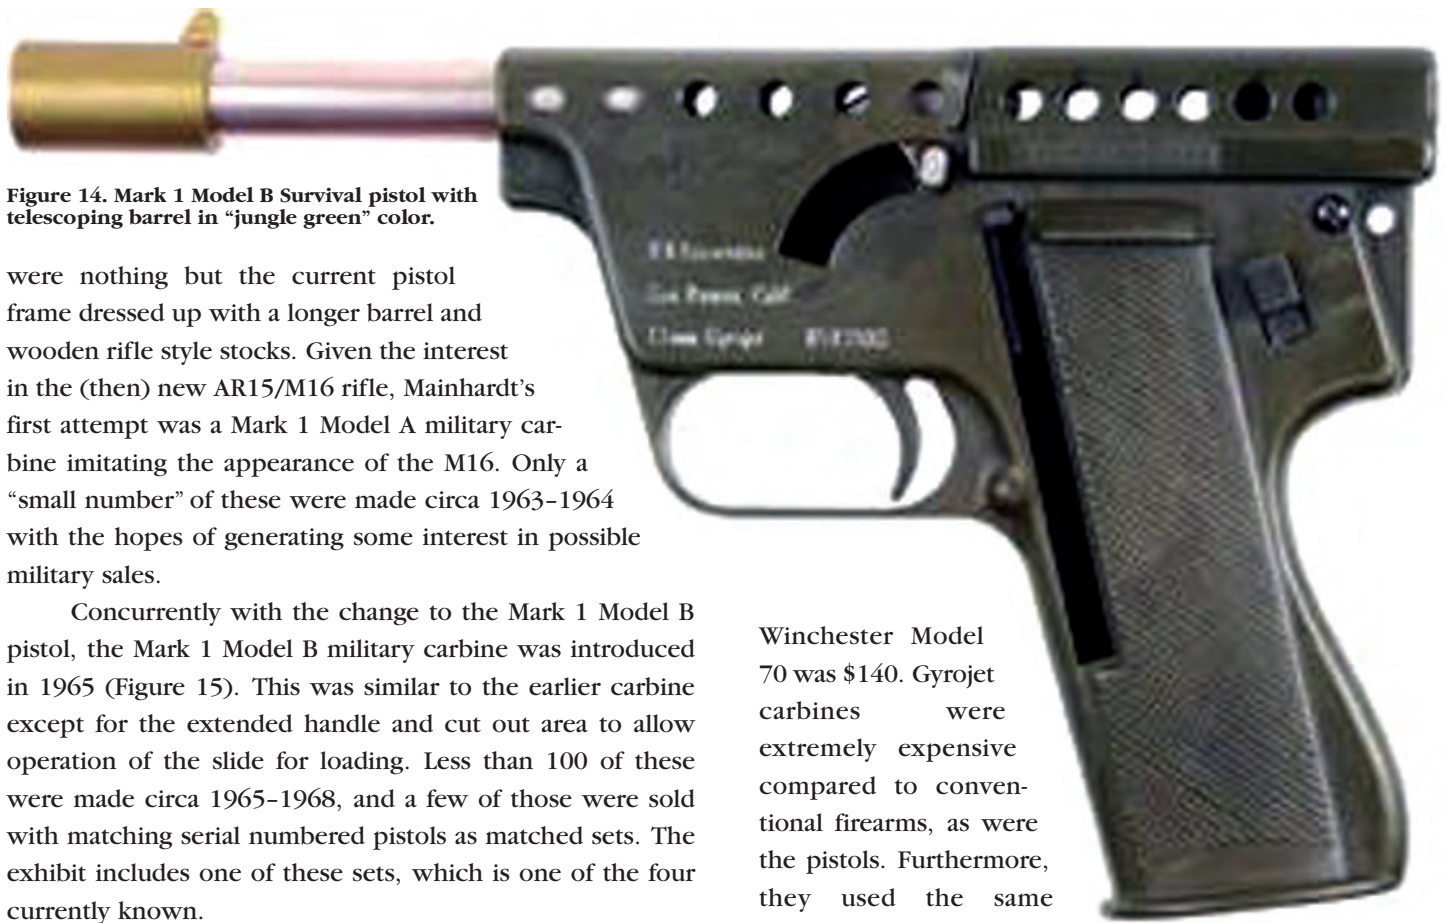 Figure 14. Mark 1 Model B Survival pistol with
telescoping barrel in “jungle green” color.
were nothing but the current pistol
frame dressed up with a longer barrel and
wooden rifle style stocks. Given the interest
in the (then) new AR15/M16 rifle, Mainhardt’s
first attempt was a Mark 1 Model A military car-
bine imitating the appearance of the M16. Only a
“small number” of these were made circa 1963–1964
with the hopes of generating some interest in possible
military sales.
Concurrently with the change to the Mark 1 Model B
pistol, the Mark 1 Model B military carbine was introduced
in 1965 (Figure 15). This was similar to the earlier carbine
except for the extended handle and cut out area to allow
operation of the slide for loading. Less than 100 of these
were made circa 1965–1968, and a few of those were sold
with matching serial numbered pistols as matched sets. The
exhibit includes one of these sets, which is one of the four
currently known.
Winchester Model
70 was $140. Gyrojet
carbines were
extremely expensive
compared to conven-
tional firearms, as were
the pistols. Furthermore,
they used the same